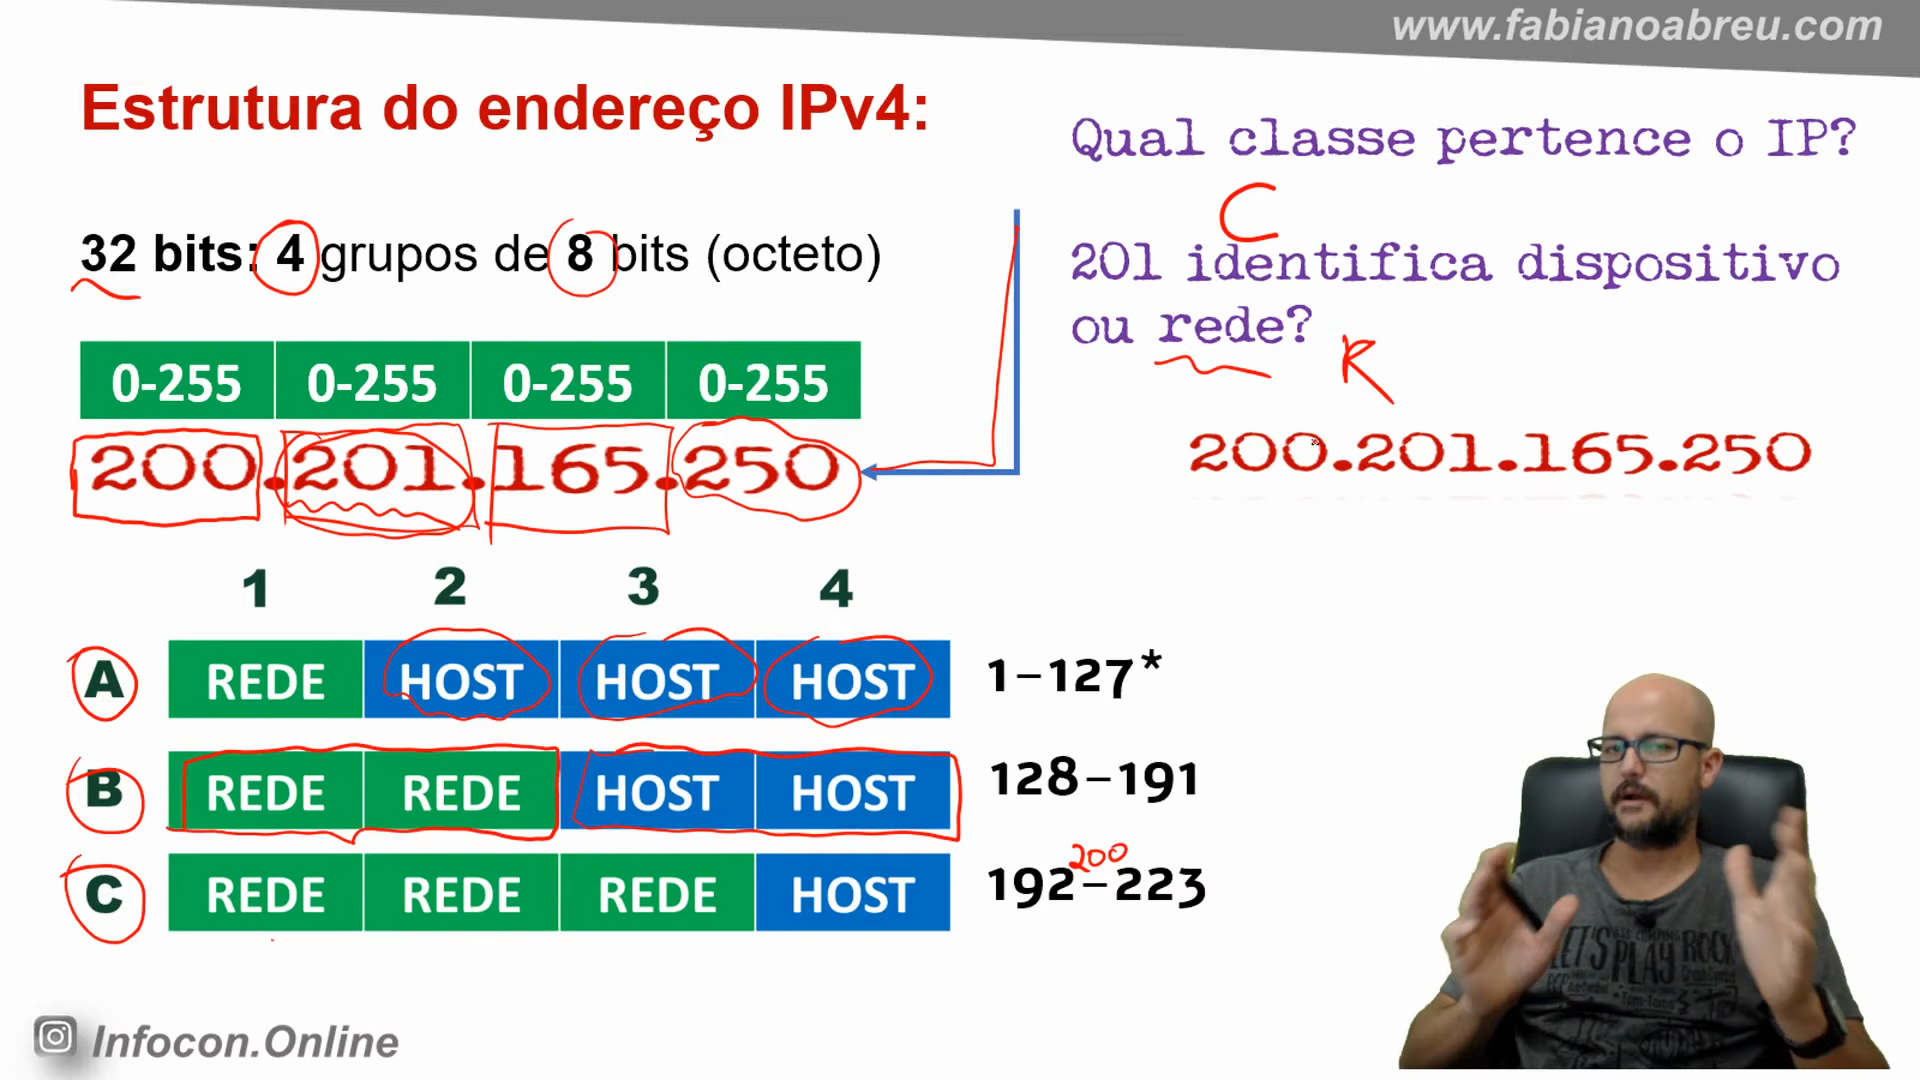 www.fabianoabreu.com
Estrutura do endereço IPv4:
32 bits: 4 grupos de 8 bits (octeto)
0-255 0-255 0-255 0-255
200.201.165.250
1 2 3 4
A REDE HOST HOST HOST 1-127*
B REDE REDE HOST HOST 128-191
200
C REDE REDE REDE HOST 192-223
Qual classe pertence o IP?
C
201 identifica dispositivo
ou rede? R
200.201.165.250
LET'S
PLAY ROCK
Infocon.Online